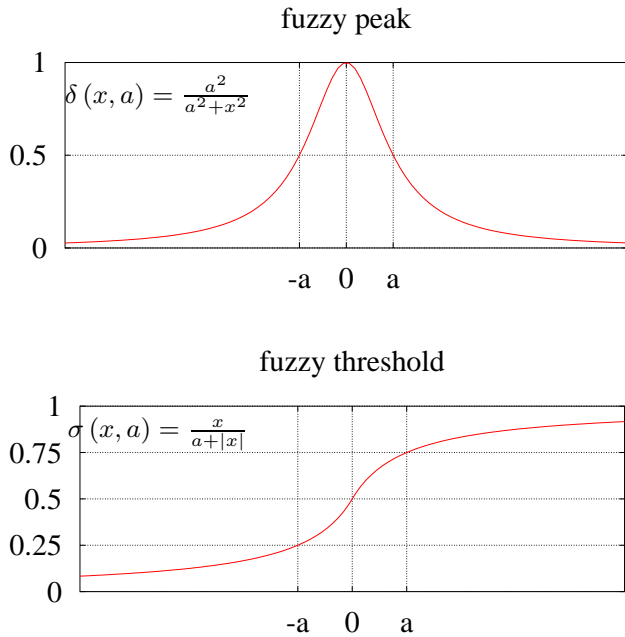 fuzzy peak
1
δ (x, a) = a²/(a²+x²)
0.5
0
-a 0 a
fuzzy threshold
1
σ (x, a) = x/(a+|x|)
0.75
0.5
0.25
0
-a 0 a